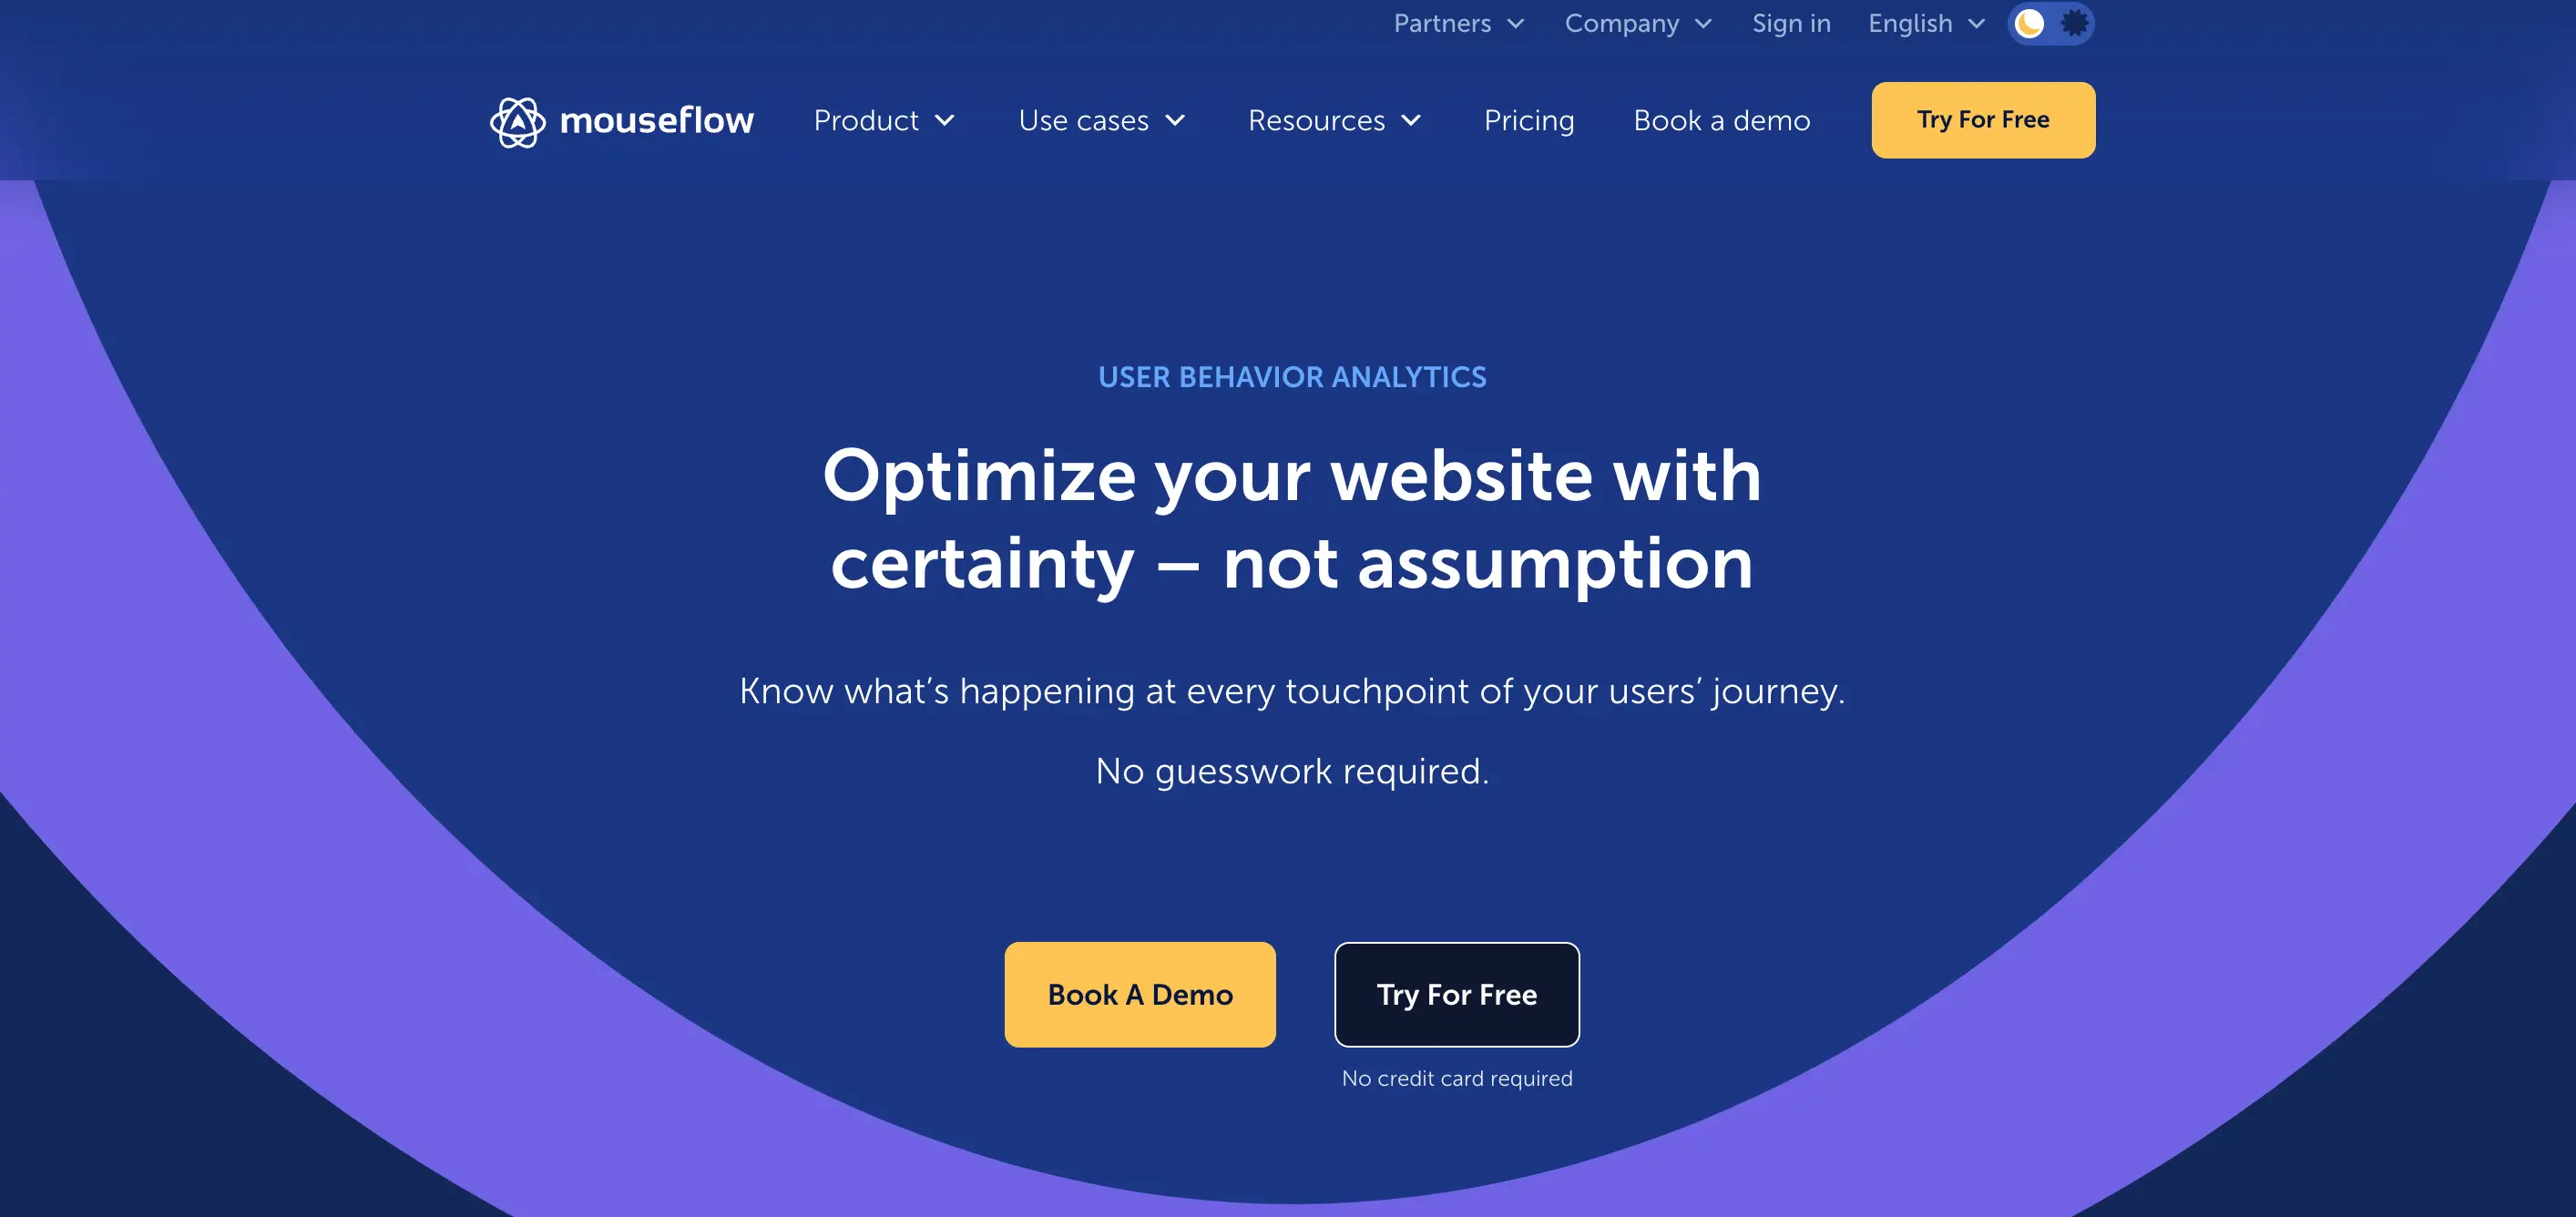 Partners Company Sign in English
mouseflow Product Use cases Resources Pricing Book a demo Try For Free
USER BEHAVIOR ANALYTICS
Optimize your website with
certainty – not assumption
Know what’s happening at every touchpoint of your users’ journey.
No guesswork required.
Book A Demo Try For Free
No credit card required